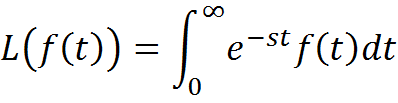 L(f(t)) = ∫₀^∞ e^{-st} f(t)dt